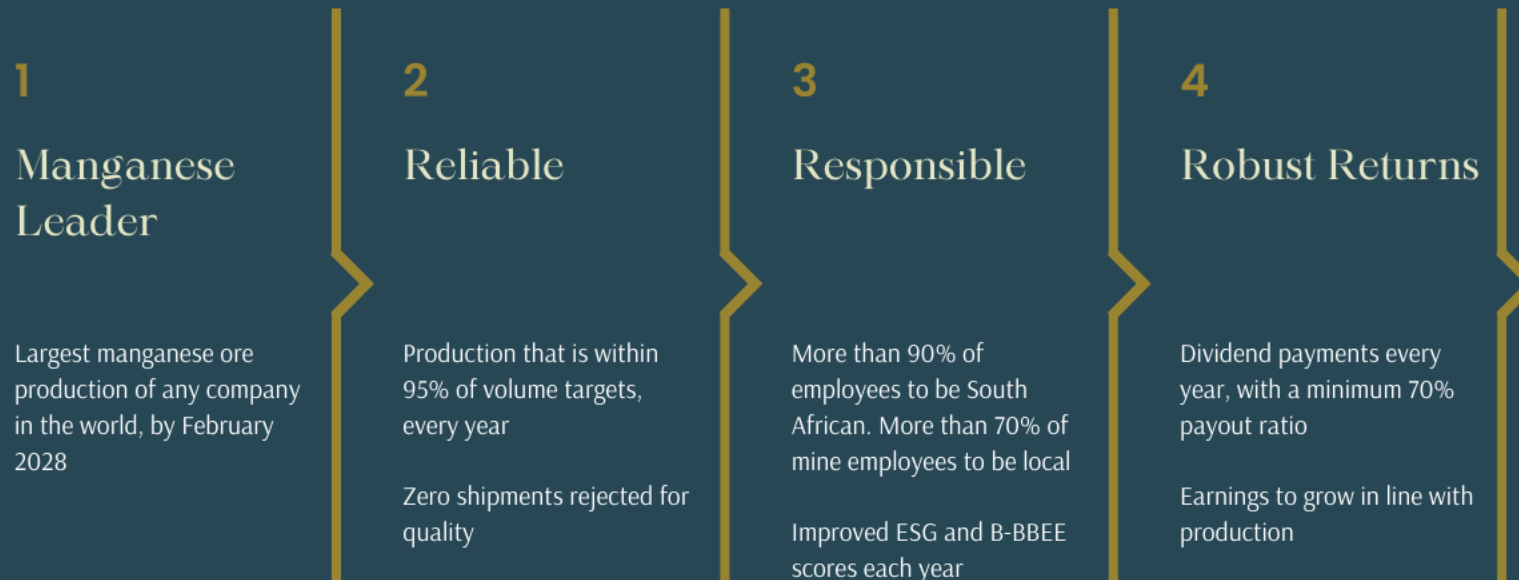 1
Manganese
Leader
Largest manganese ore
production of any company
in the world, by February
2028
2
Reliable
Production that is within
95% of volume targets,
every year
Zero shipments rejected for
quality
3
Responsible
More than 90% of
employees to be South
African. More than 70% of
mine employees to be local
Improved ESG and B-BBEE
scores each year
4
Robust Returns
Dividend payments every
year, with a minimum 70%
payout ratio
Earnings to grow in line with
production